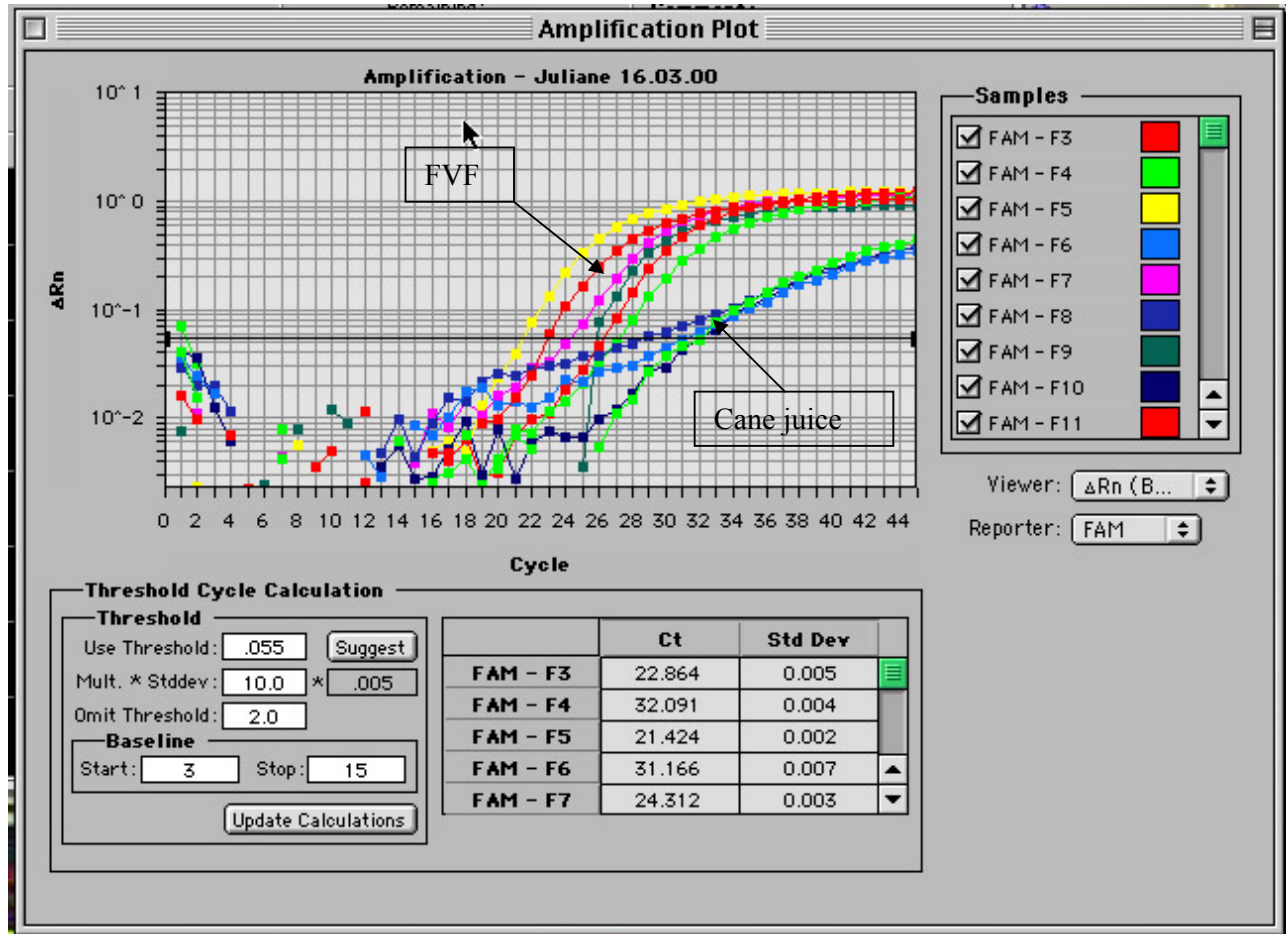 Amplification Plot
Amplification - Juliane 16.03.00
10^ 1
10^ 0
10^-1
10^-2
ΔRn
FVF
Cane juice
0 2 4 6 8 10 12 14 16 18 20 22 24 26 28 30 32 34 36 38 40 42 44
Cycle
Samples
FAM - F3
FAM - F4
FAM - F5
FAM - F6
FAM - F7
FAM - F8
FAM - F9
FAM - F10
FAM - F11
Viewer: ΔRn (B...
Reporter: FAM
Threshold Cycle Calculation
Threshold
Use Threshold: .055 Suggest
Mult. * Stddev: 10.0 * .005
Omit Threshold: 2.0
Baseline
Start: 3 Stop: 15
Update Calculations
Ct Std Dev
FAM - F3 22.864 0.005
FAM - F4 32.091 0.004
FAM - F5 21.424 0.002
FAM - F6 31.166 0.007
FAM - F7 24.312 0.003